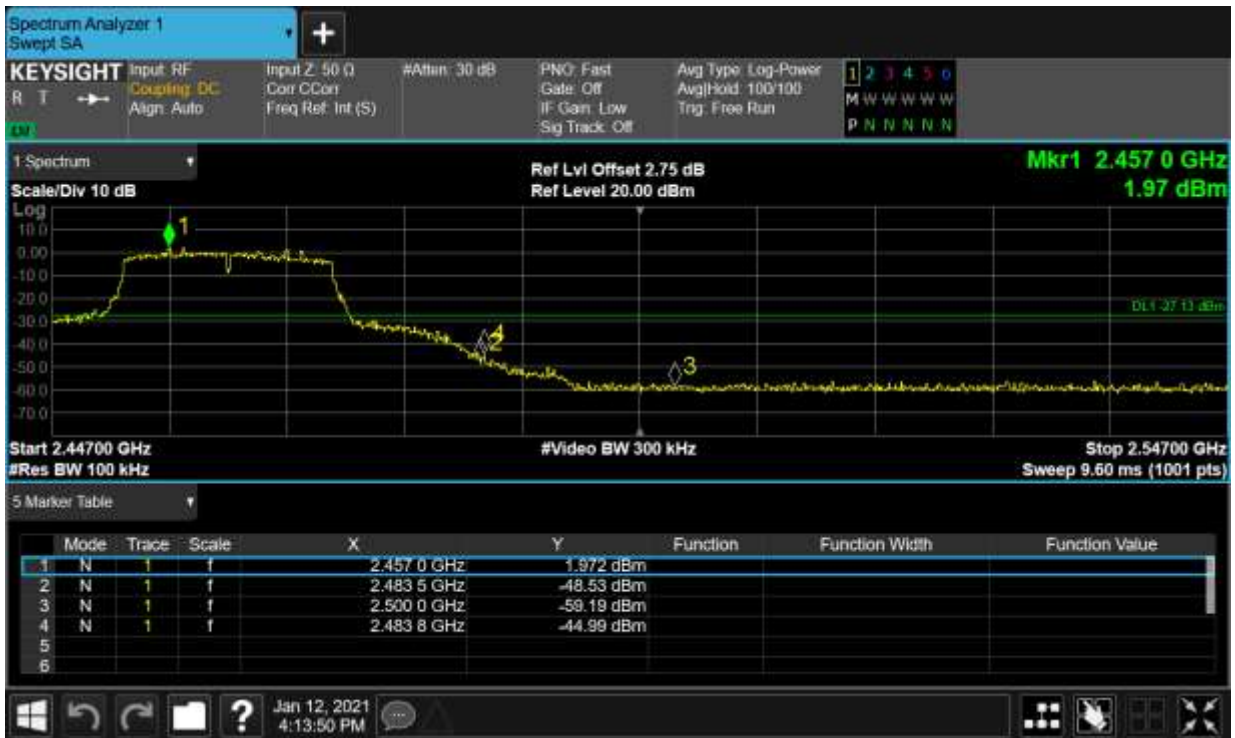 Spectrum Analyzer 1
Swept SA
+
KEYSIGHT
R T
Input: RF
Coupling: DC
Align: Auto
Input Z: 50 Ω
Corr CCorr
Freq Ref: Int (S)
#Atten: 30 dB
PNO: Fast
Gate: Off
IF Gain: Low
Sig Track: Off
Avg Type: Log-Power
Avg|Hold: 100/100
Trig: Free Run
1 2 3 4 5 6
M W W W W W
P N N N N N
1 Spectrum
Scale/Div 10 dB
Ref Lvl Offset 2.75 dB
Ref Level 20.00 dBm
Mkr1 2.457 0 GHz
1.97 dBm
Log
10.0
0.00
-10.0
-20.0
-30.0
-40.0
-50.0
-60.0
-70.0
1
4
2
3
DL1 -27.13 dBm
Start 2.44700 GHz
#Video BW 300 kHz
Stop 2.54700 GHz
#Res BW 100 kHz
Sweep 9.60 ms (1001 pts)
5 Marker Table
Mode Trace Scale X Y Function Function Width Function Value
1 N 1 f 2.457 0 GHz 1.972 dBm
2 N 1 f 2.483 5 GHz -48.53 dBm
3 N 1 f 2.500 0 GHz -59.19 dBm
4 N 1 f 2.483 8 GHz -44.99 dBm
5
6
?
Jan 12, 2021
4:13:50 PM